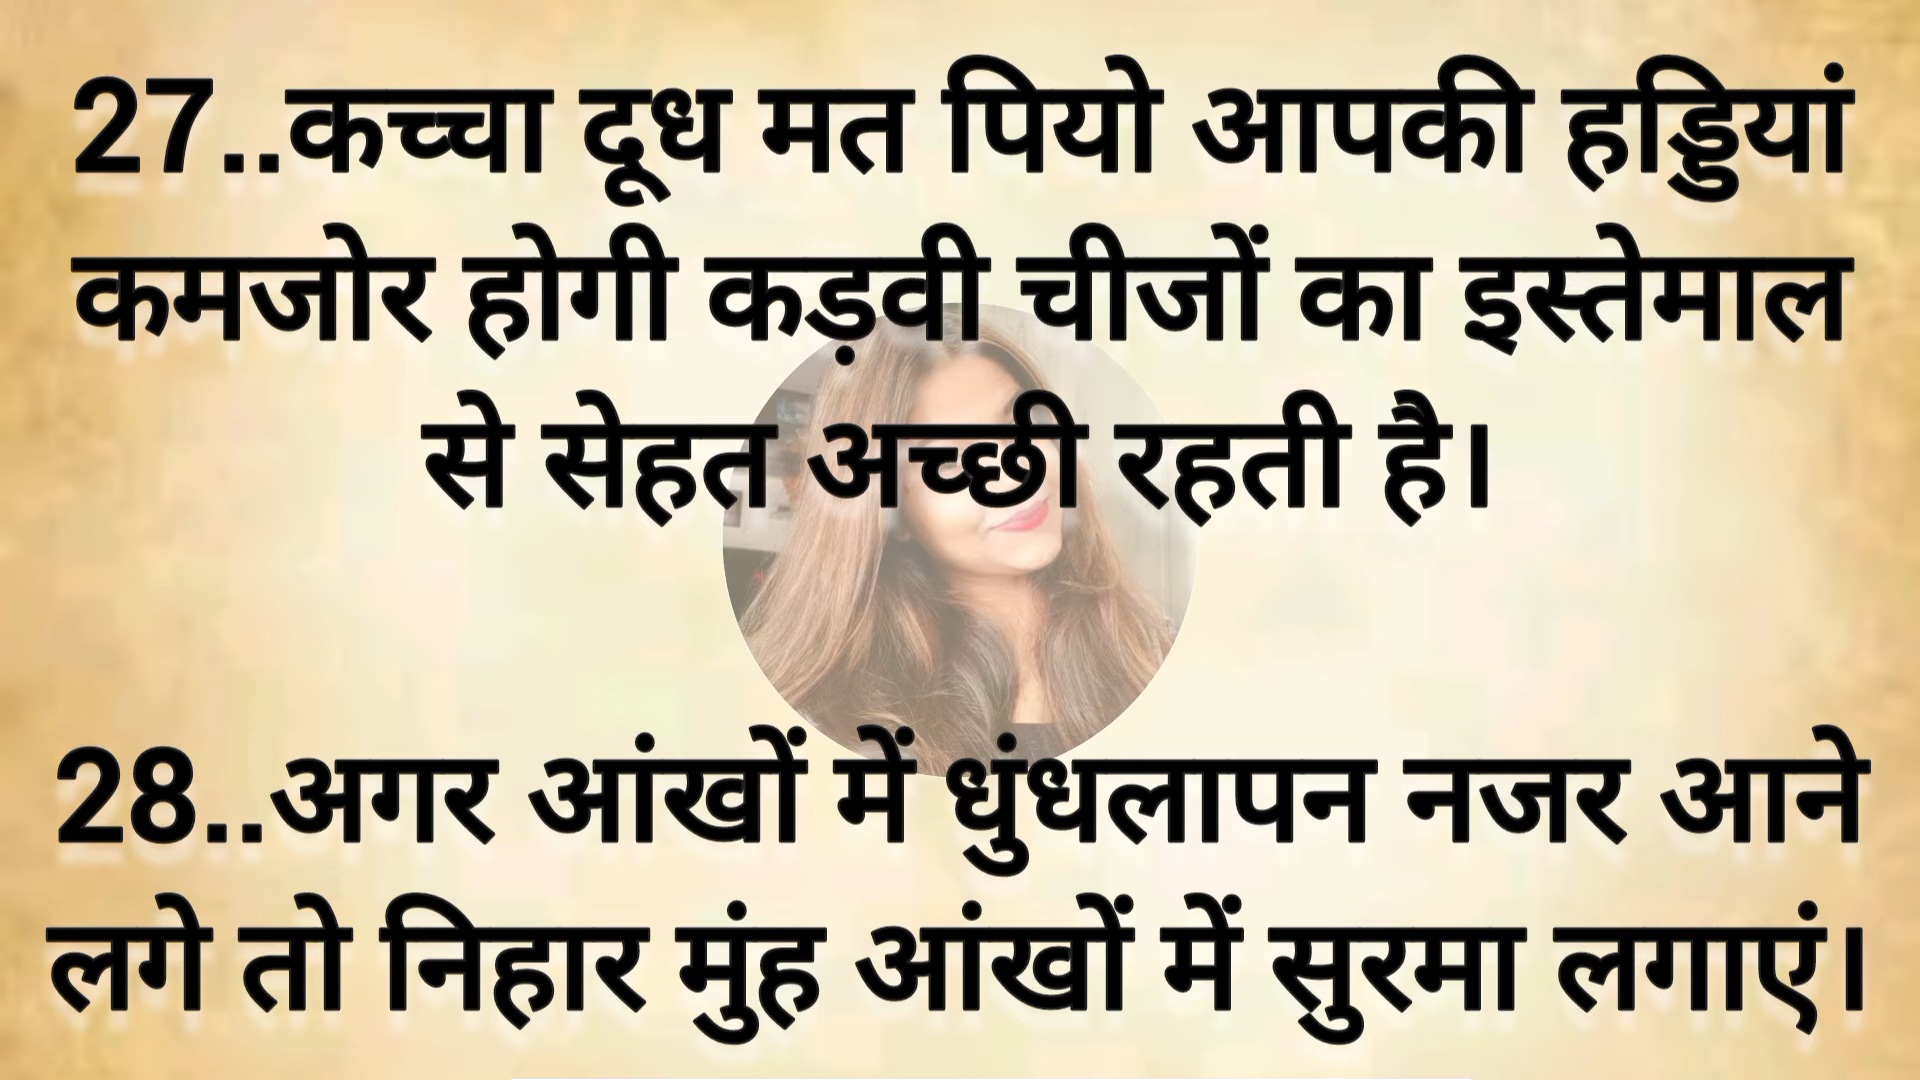 27..कच्चा दूध मत पियो आपकी हड्डियां
कमजोर होगी कड़वी चीजों का इस्तेमाल
से सेहत अच्छी रहती है।
28..अगर आंखों में धुंधलापन नजर आने
लगे तो निहार मुंह आंखों में सुरमा लगाएं।